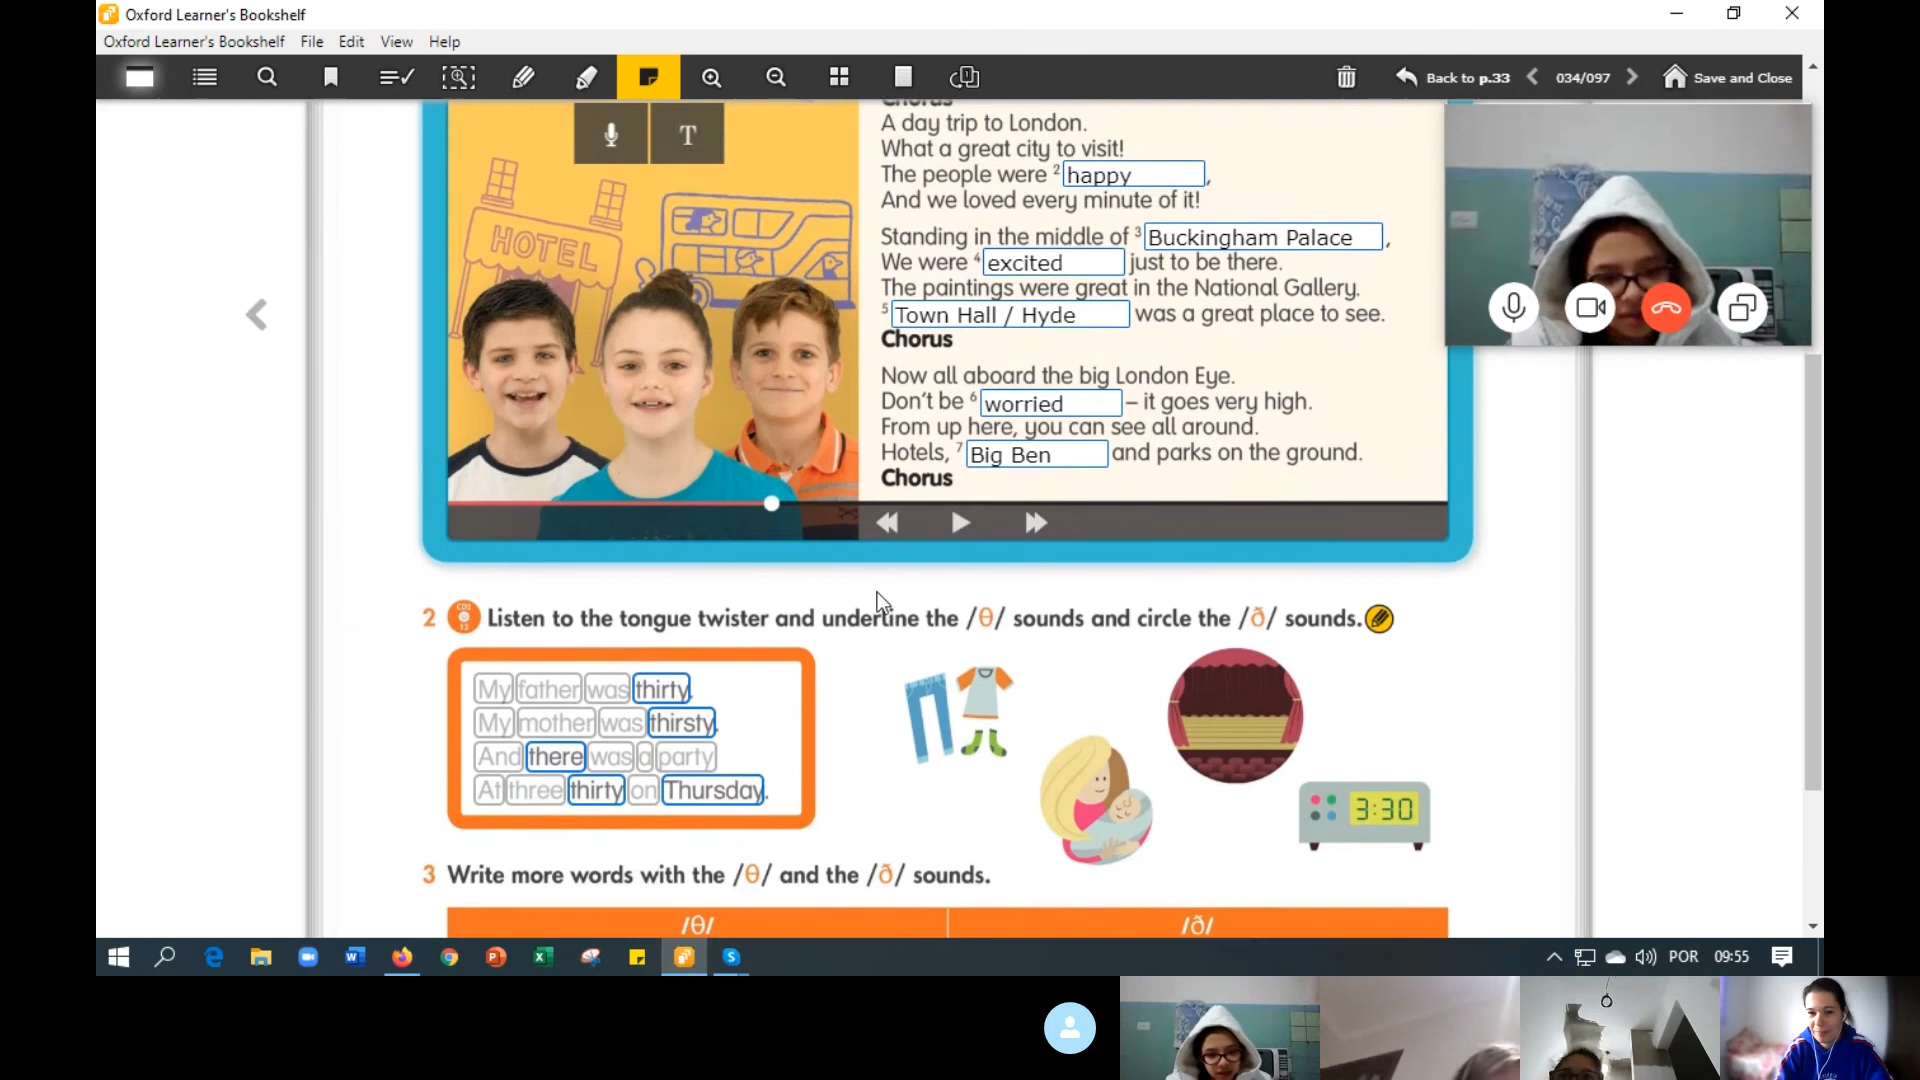 Oxford Learner's Bookshelf
Oxford Learner's Bookshelf File Edit View Help
Back to p.33 034/097 Save and Close
Chorus
T
A day trip to London.
What a great city to visit!
The people were 2 happy,
And we loved every minute of it!
HOTEL
Standing in the middle of 3 Buckingham Palace,
We were 4 excited just to be there.
The paintings were great in the National Gallery.
5 Town Hall / Hyde was a great place to see.
Chorus
Now all aboard the big London Eye.
Don't be 6 worried – it goes very high.
From up here, you can see all around.
Hotels, 7 Big Ben and parks on the ground.
Chorus
2 CD2 13 Listen to the tongue twister and underline the /θ/ sounds and circle the /ð/ sounds.
My father was thirty.
My mother was thirsty.
And there was a party
At three thirty on Thursday.
3:30
3 Write more words with the /θ/ and the /ð/ sounds.
/θ/ /ð/
POR 09:55